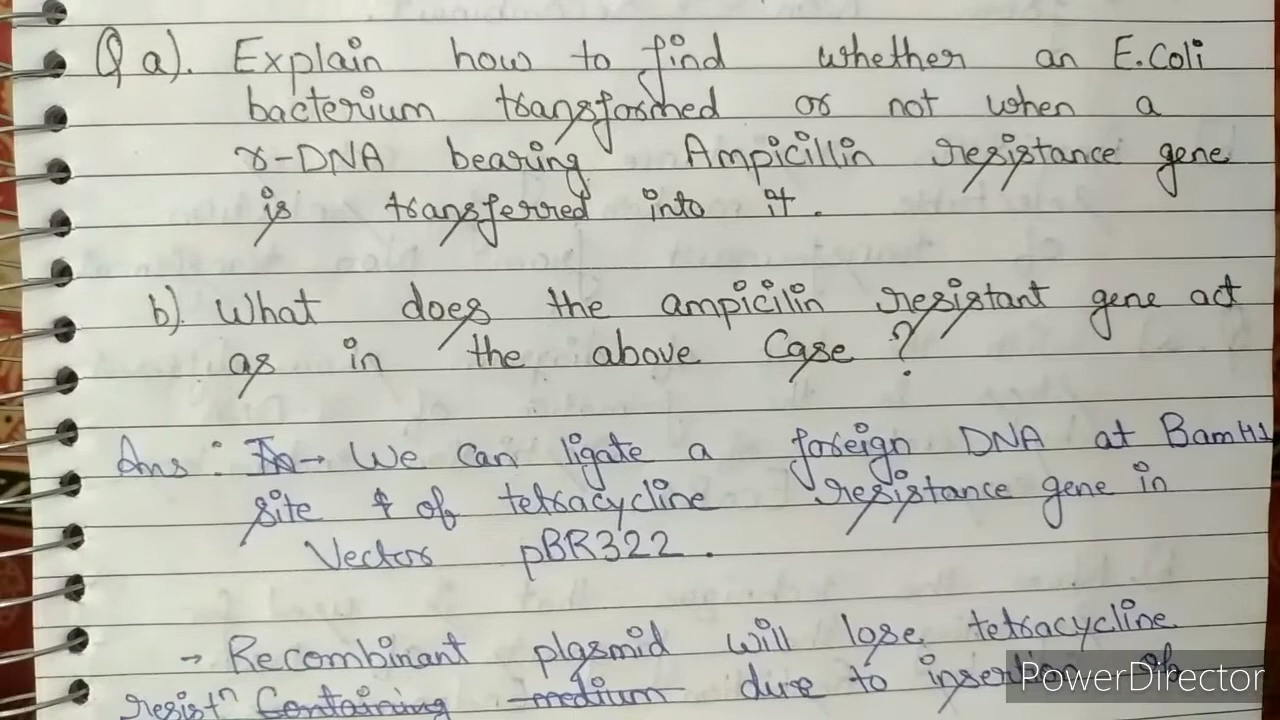 Q a). Explain how to find whether an E.Coli
bacterium transformed or not when a
r-DNA bearing Ampicillin resistance gene
is transferred into it.
b). What does the ampicilin resistant gene act
as in the above Case ?
Ans : → We can ligate a foreign DNA at BamH1
site of tetracycline resistance gene in
Vector pBR322 .
→ Recombinant plasmid will lose tetracycline
resistⁿ Containing medium due to insertion of
PowerDirector